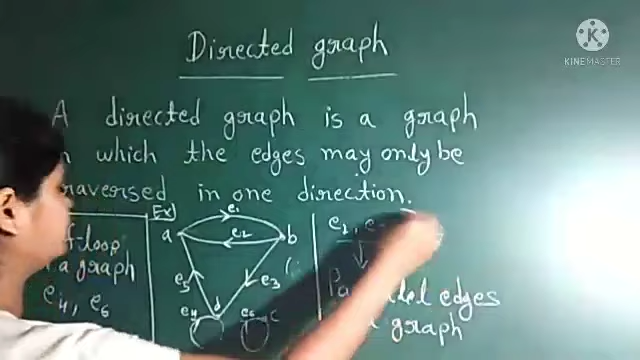 Directed graph
KINEMASTER
A directed graph is a graph
which the edges may only be
in one direction.
Ex)
e1
a e2 b
e5 e3
d
e4 e6 c
loop
a graph
e4, e6
edges
graph